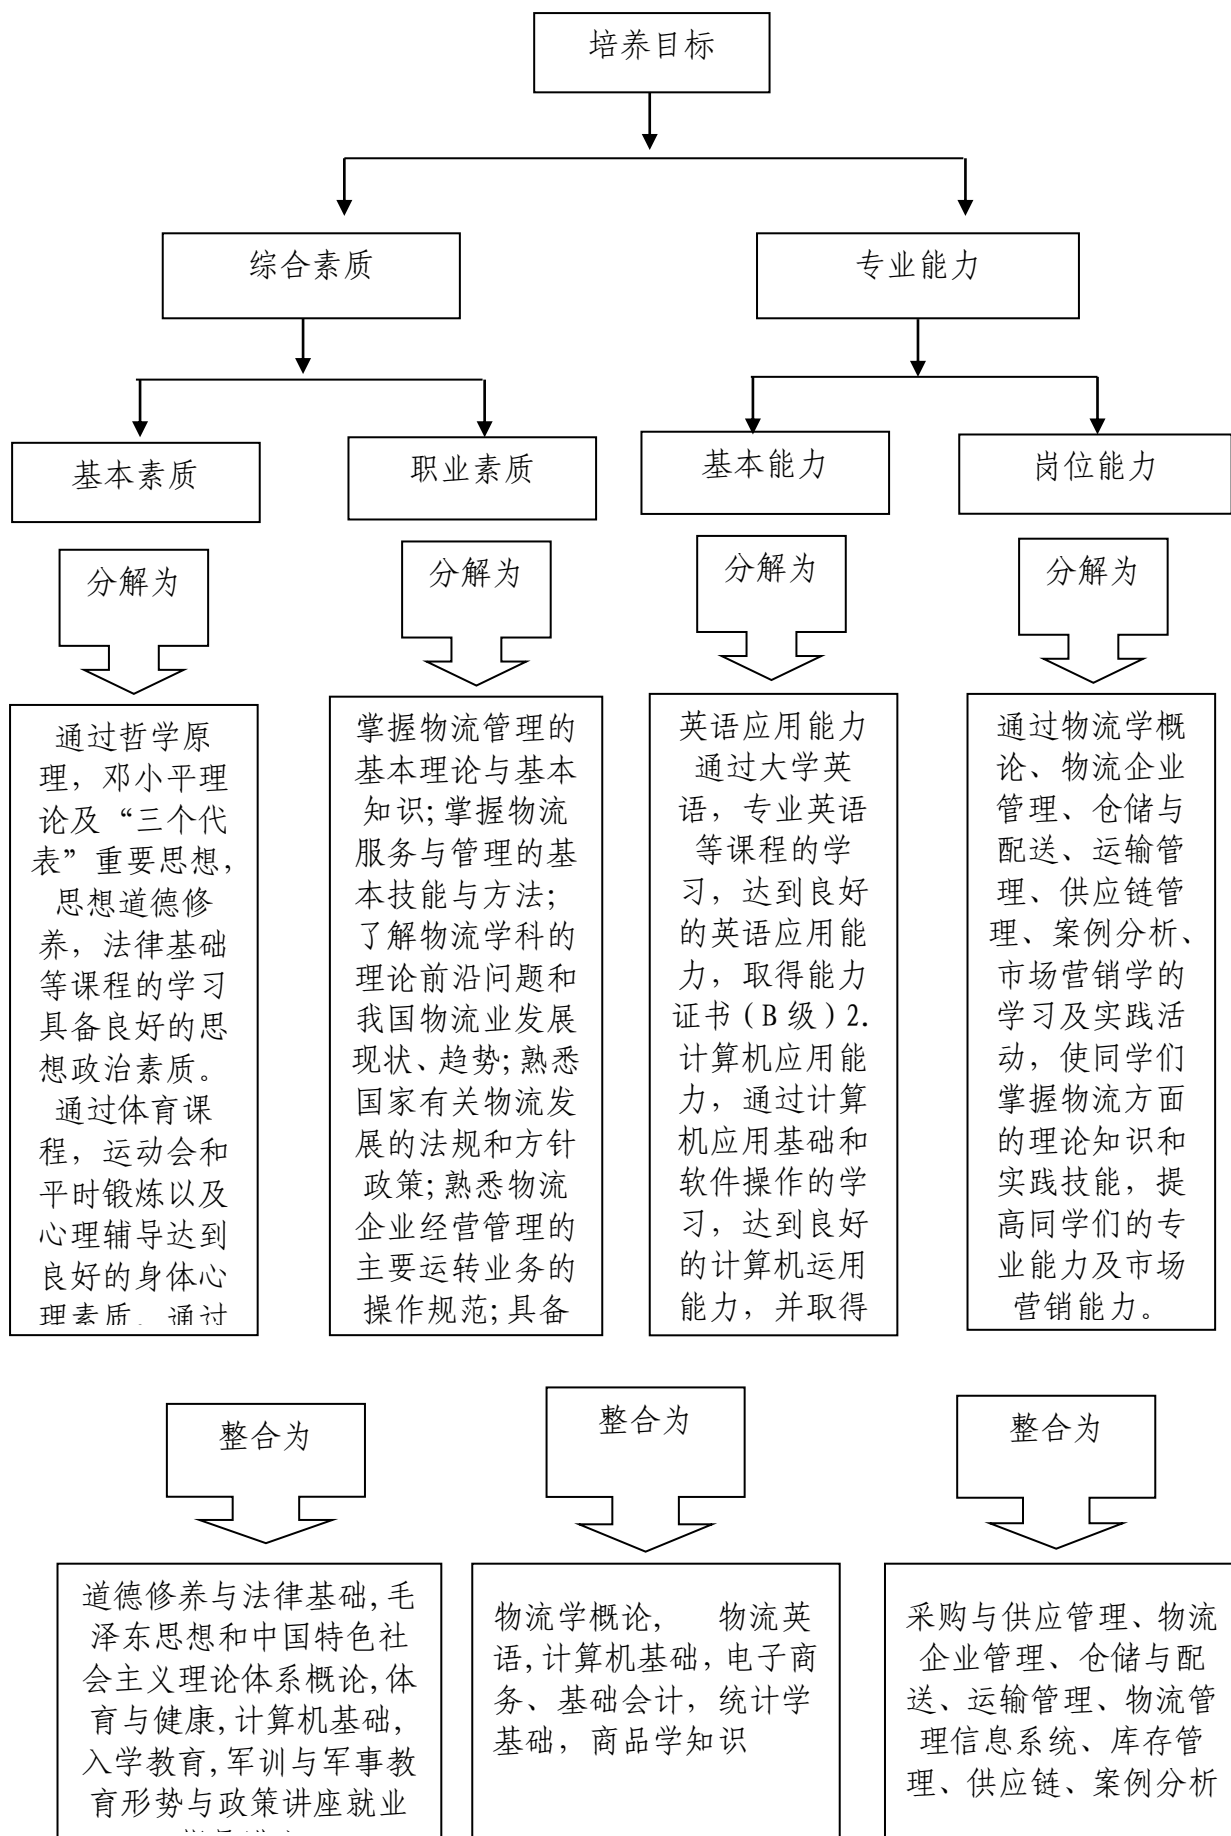 培养目标
综合素质
专业能力
基本素质
职业素质
基本能力
岗位能力
分解为
分解为
分解为
分解为
通过哲学原
理，邓小平理
论及“三个代
表”重要思想，
思想道德修
养，法律基础
等课程的学习
具备良好的思
想政治素质。
通过体育课
程，运动会和
平时锻炼以及
心理辅导达到
良好的身体心
理素质，通过
掌握物流管理的
基本理论与基本
知识;掌握物流
服务与管理的基
本技能与方法;
了解物流学科的
理论前沿问题和
我国物流业发展
现状、趋势;熟悉
国家有关物流发
展的法规和方针
政策;熟悉物流
企业经营管理的
主要运转业务的
操作规范;具备
英语应用能力
通过大学英
语，专业英语
等课程的学
习，达到良好
的英语应用能
力，取得能力
证书（B级）2.
计算机应用能
力，通过计算
机应用基础和
软件操作的学
习，达到良好
的计算机运用
能力，并取得
通过物流学概
论、物流企业
管理、仓储与
配送、运输管
理、供应链管
理、案例分析、
市场营销学的
学习及实践活
动，使同学们
掌握物流方面
的理论知识和
实践技能，提
高同学们的专
业能力及市场
营销能力。
整合为
整合为
整合为
道德修养与法律基础,毛
泽东思想和中国特色社
会主义理论体系概论,体
育与健康,计算机基础,
入学教育,军训与军事教
育形势与政策讲座就业
物流学概论， 物流英
语,计算机基础,电子商
务、基础会计，统计学
基础，商品学知识
采购与供应管理、物流
企业管理、仓储与配
送、运输管理、物流管
理信息系统、库存管
理、供应链、案例分析